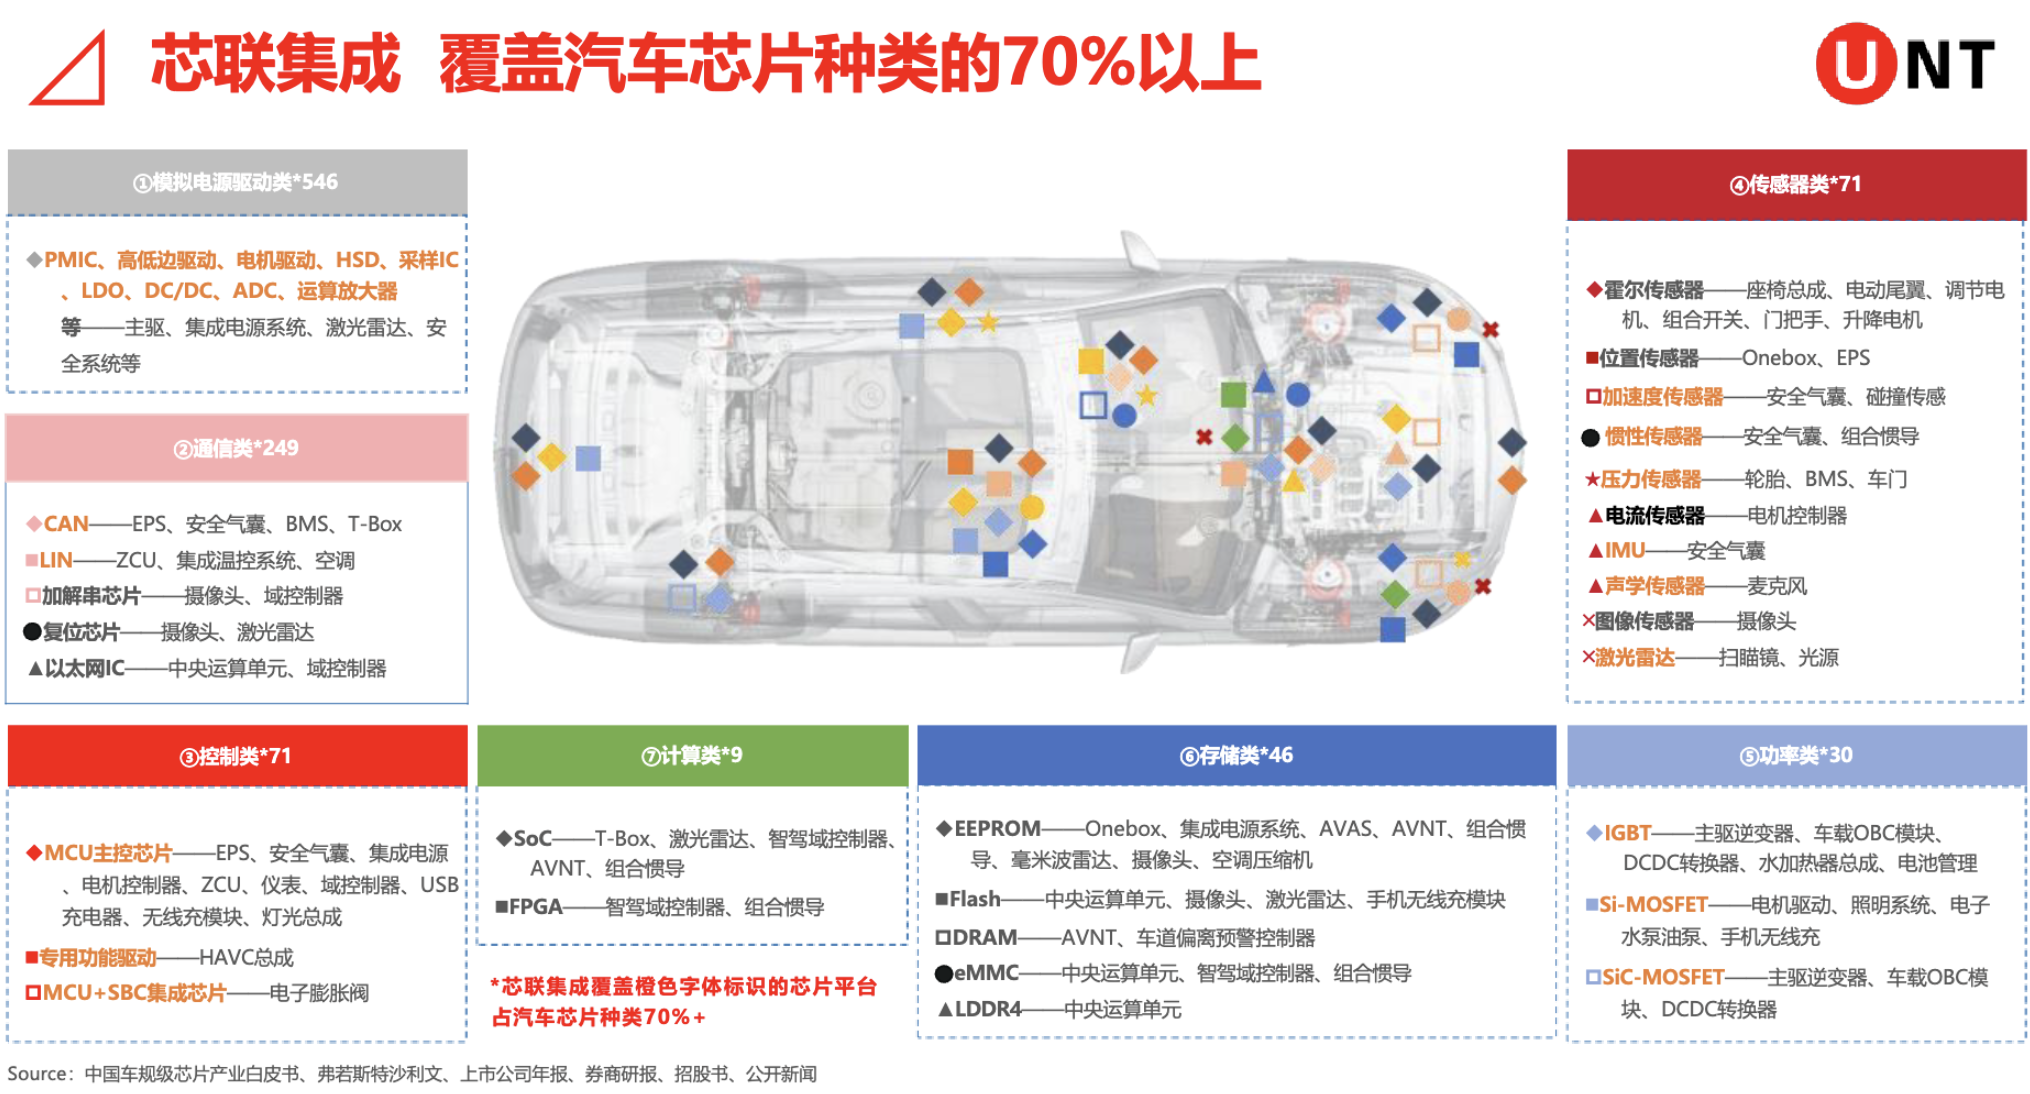 芯联集成 覆盖汽车芯片种类的70%以上
UNT
①模拟电源驱动类*546
◆PMIC、高低边驱动、电机驱动、HSD、采样IC
、LDO、DC/DC、ADC、运算放大器
等——主驱、集成电源系统、激光雷达、安
全系统等
②通信类*249
◆CAN——EPS、安全气囊、BMS、T-Box
■LIN——ZCU、集成温控系统、空调
□加解串芯片——摄像头、域控制器
●复位芯片——摄像头、激光雷达
▲以太网IC——中央运算单元、域控制器
③控制类*71
◆MCU主控芯片——EPS、安全气囊、集成电源
、电机控制器、ZCU、仪表、域控制器、USB
充电器、无线充模块、灯光总成
■专用功能驱动——HAVC总成
□MCU+SBC集成芯片——电子膨胀阀
⑦计算类*9
◆SoC——T-Box、激光雷达、智驾域控制器、
AVNT、组合惯导
■FPGA——智驾域控制器、组合惯导
*芯联集成覆盖橙色字体标识的芯片平台
占汽车芯片种类70%+
⑥存储类*46
◆EEPROM——Onebox、集成电源系统、AVAS、AVNT、组合惯
导、毫米波雷达、摄像头、空调压缩机
■Flash——中央运算单元、摄像头、激光雷达、手机无线充模块
□DRAM——AVNT、车道偏离预警控制器
●eMMC——中央运算单元、智驾域控制器、组合惯导
▲LDDR4——中央运算单元
④传感器类*71
◆霍尔传感器——座椅总成、电动尾翼、调节电
机、组合开关、门把手、升降电机
■位置传感器——Onebox、EPS
□加速度传感器——安全气囊、碰撞传感
●惯性传感器——安全气囊、组合惯导
★压力传感器——轮胎、BMS、车门
▲电流传感器——电机控制器
▲IMU——安全气囊
▲声学传感器——麦克风
×图像传感器——摄像头
×激光雷达——扫瞄镜、光源
⑤功率类*30
◆IGBT——主驱逆变器、车载OBC模块、
DCDC转换器、水加热器总成、电池管理
■Si-MOSFET——电机驱动、照明系统、电子
水泵油泵、手机无线充
□SiC-MOSFET——主驱逆变器、车载OBC模
块、DCDC转换器
Source：中国车规级芯片产业白皮书、弗若斯特沙利文、上市公司年报、券商研报、招股书、公开新闻